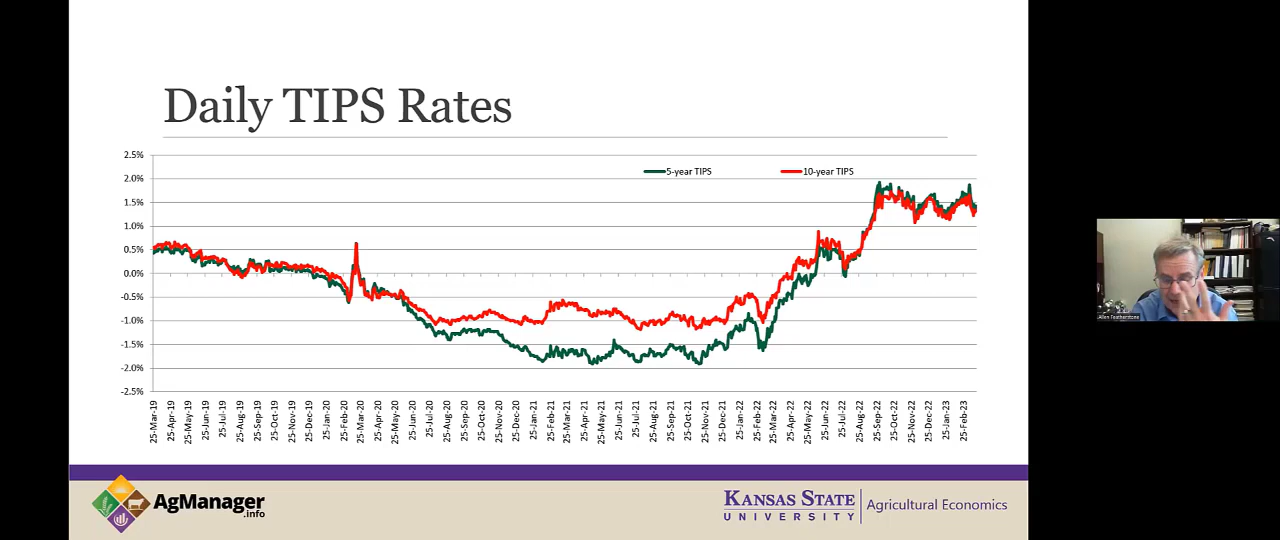 Daily TIPS Rates
2.5%
5-year TIPS
10-year TIPS
2.0%
1.5%
1.0%
0.5%
0.0%
-0.5%
-1.0%
-1.5%
-2.0%
-2.5%
25-Mar-19
25-Apr-19
25-May-19
25-Jun-19
25-Jul-19
25-Aug-19
25-Sep-19
25-Oct-19
25-Nov-19
25-Dec-19
25-Jan-20
25-Feb-20
25-Mar-20
25-Apr-20
25-May-20
25-Jun-20
25-Jul-20
25-Aug-20
25-Sep-20
25-Oct-20
25-Nov-20
25-Dec-20
25-Jan-21
25-Feb-21
25-Mar-21
25-Apr-21
25-May-21
25-Jun-21
25-Jul-21
25-Aug-21
25-Sep-21
25-Oct-21
25-Nov-21
25-Dec-21
25-Jan-22
25-Feb-22
25-Mar-22
25-Apr-22
25-May-22
25-Jun-22
25-Jul-22
25-Aug-22
25-Sep-22
25-Oct-22
25-Nov-22
25-Dec-22
25-Jan-23
25-Feb-23
Allen Featherstone
AgManager
.info
KANSAS STATE
UNIVERSITY
Agricultural Economics